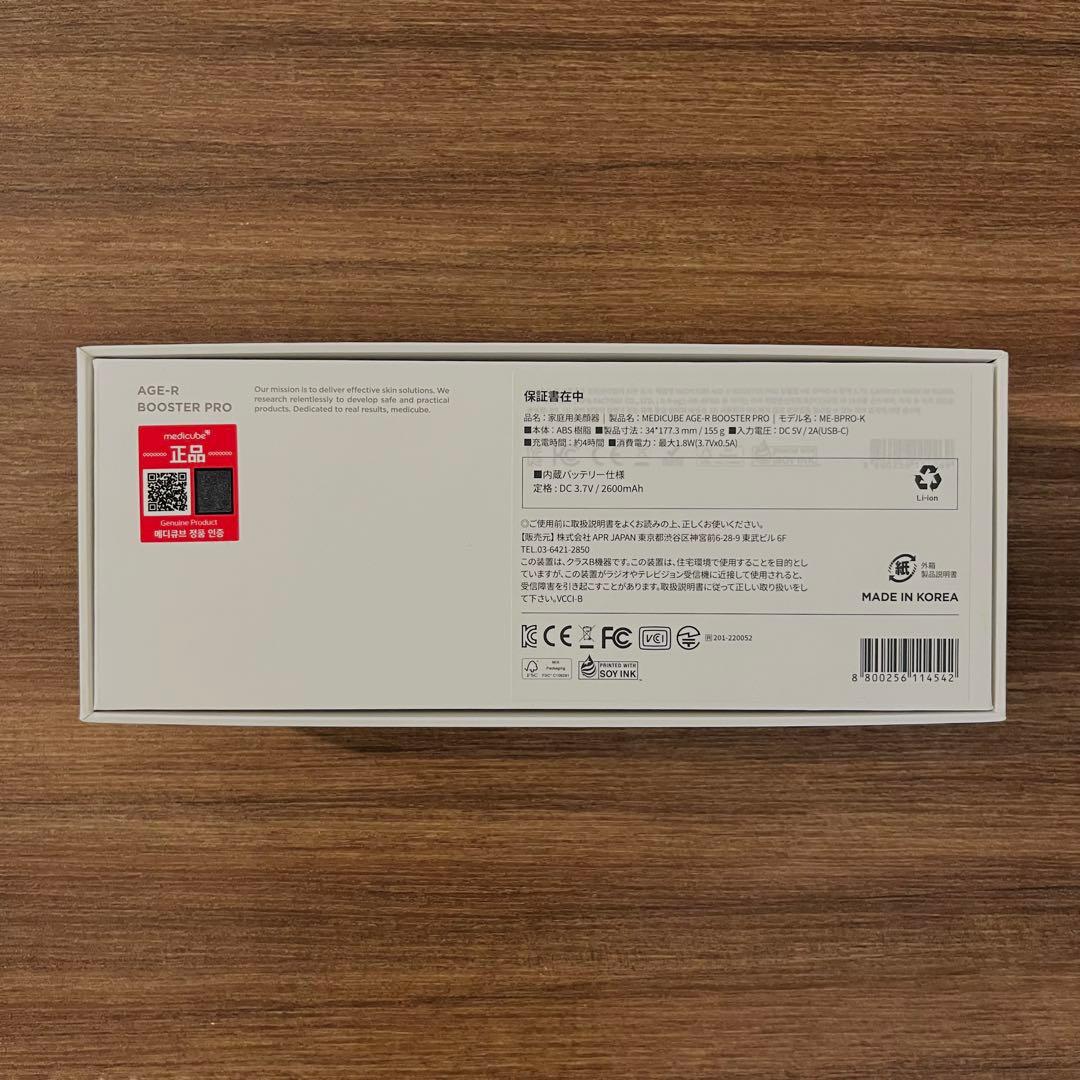 AGE-R
BOOSTER PRO
Our mission is to deliver effective skin solutions. We
research relentlessly to develop safe and practical
products. Dedicated to real results, medicube.
medicube
正品
Genuine Product
메디큐브 정품 인증
保証書在中
品名：家庭用美顔器 | 製品名：MEDICUBE AGE-R BOOSTER PRO | モデル名：ME-BPRO-K
■本体：ABS 樹脂 ■製品寸法：34*177.3 mm / 155 g ■入力電圧：DC 5V / 2A(USB-C)
■充電時間：約4時間 ■消費電力：最大1.8W(3.7Vx0.5A)
■内蔵バッテリー仕様
定格 : DC 3.7V / 2600mAh
Li-ion
◎ご使用前に取扱説明書をよくお読みの上、正しくお使いください。
【販売元】 株式会社 APR JAPAN 東京都渋谷区神宮前6-28-9 東武ビル 6F
TEL.03-6421-2850
この装置は、クラスB機器です。この装置は、住宅環境で使用することを目的とし
ていますが、この装置がラジオやテレビジョン受信機に近接して使用されると、
受信障害を引き起こすことがあります。取扱説明書に従って正しい取り扱いをし
て下さい。VCCI-B
紙
外箱
製品説明書
MADE IN KOREA
KC CE FC VCI R 201-220052
FSC
MIX
Packaging
FSC® C106281
PRINTED WITH
SOY INK
8 800256 114542